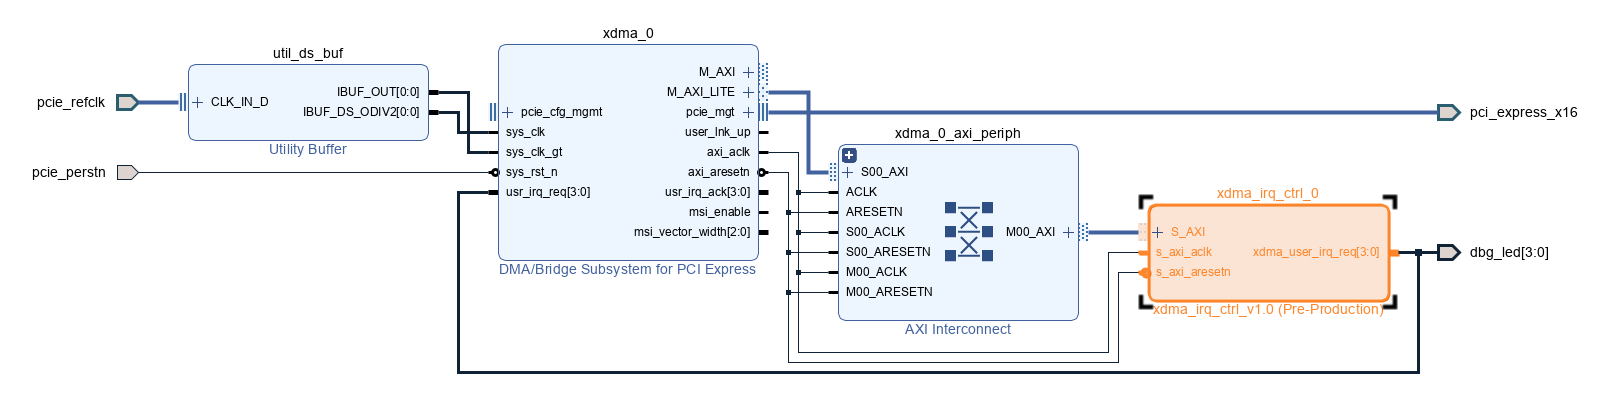 pcie_refclk
pcie_perstn
util_ds_buf
CLK_IN_D
IBUF_OUT[0:0]
IBUF_DS_ODIV2[0:0]
Utility Buffer
xdma_0
pcie_cfg_mgmt
sys_clk
sys_clk_gt
sys_rst_n
usr_irq_req[3:0]
M_AXI
M_AXI_LITE
pcie_mgt
user_lnk_up
axi_aclk
axi_aresetn
usr_irq_ack[3:0]
msi_enable
msi_vector_width[2:0]
DMA/Bridge Subsystem for PCI Express
xdma_0_axi_periph
S00_AXI
ACLK
ARESETN
S00_ACLK
S00_ARESETN
M00_ACLK
M00_ARESETN
M00_AXI
AXI Interconnect
xdma_irq_ctrl_0
S_AXI
s_axi_aclk
s_axi_aresetn
xdma_user_irq_req[3:0]
xdma_irq_ctrl_v1.0 (Pre-Production)
pci_express_x16
dbg_led[3:0]